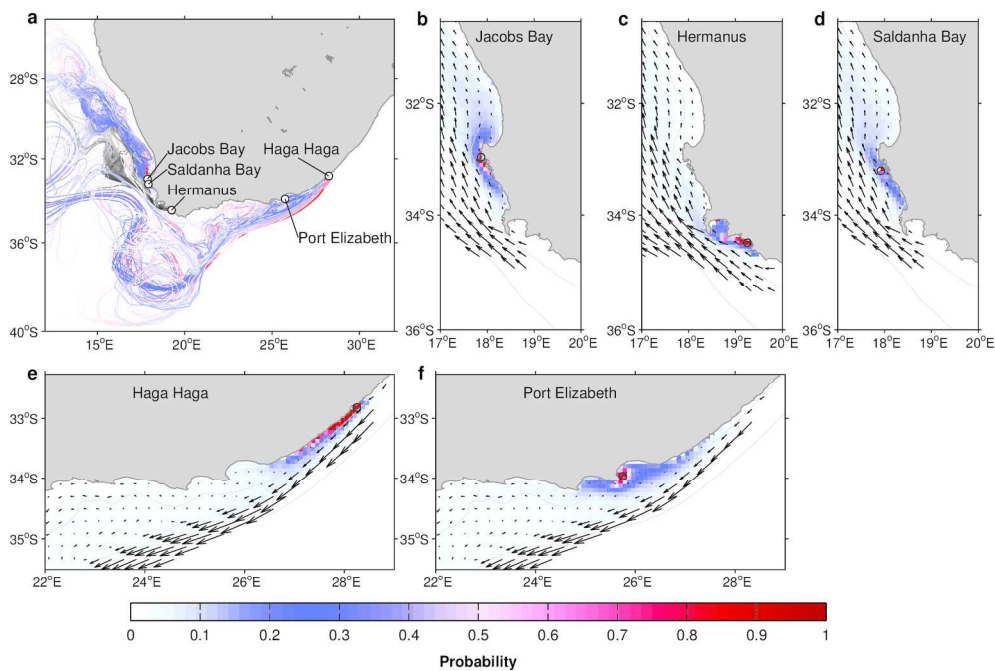 a
28°S
32°S
36°S
40°S
15°E
20°E
25°E
30°E
Jacobs Bay
Saldanha Bay
Hermanus
Haga Haga
Port Elizabeth
b
Jacobs Bay
32°S
34°S
36°S
17°E
18°E
19°E
20°E
c
Hermanus
32°S
34°S
36°S
17°E
18°E
19°E
20°E
d
Saldanha Bay
32°S
34°S
36°S
17°E
18°E
19°E
20°E
e
Haga Haga
33°S
34°S
35°S
22°E
24°E
26°E
28°E
f
Port Elizabeth
33°S
34°S
35°S
22°E
24°E
26°E
28°E
0 0.1 0.2 0.3 0.4 0.5 0.6 0.7 0.8 0.9 1
Probability